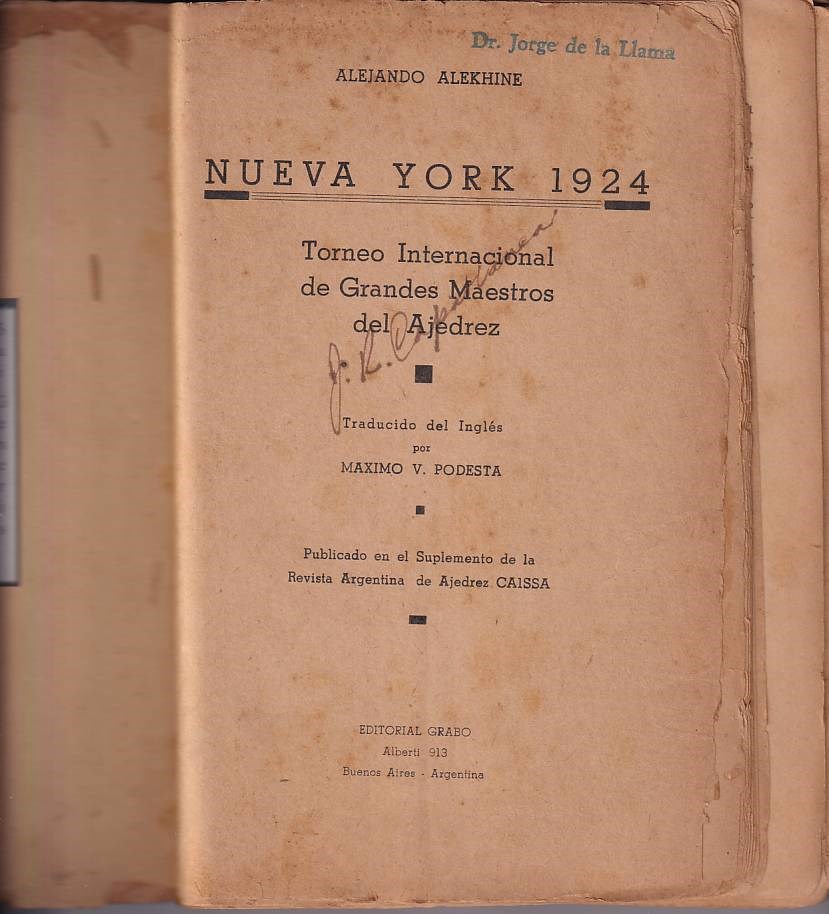 Dr. Jorge de la Llama
ALEJANDO ALEKHINE
NUEVA YORK 1924
Torneo Internacional
de Grandes Maestros
del Ajedrez
J. R. Capablanca
Traducido del Inglés
por
MAXIMO V. PODESTA
Publicado en el Suplemento de la
Revista Argentina de Ajedrez CAISSA
EDITORIAL GRABO
Alberti 913
Buenos Aires - Argentina